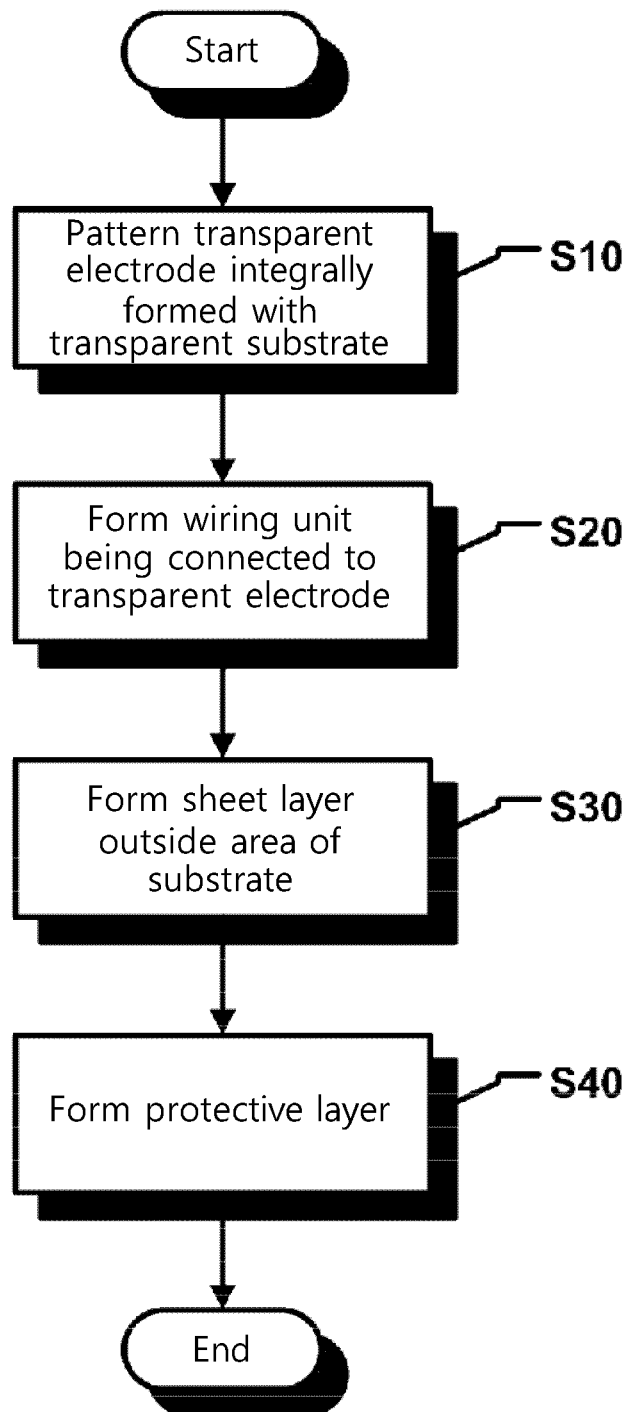 Start
Pattern transparent
electrode integrally
formed with
transparent substrate
S10
Form wiring unit
being connected to
transparent electrode
S20
Form sheet layer
outside area of
substrate
S30
Form protective layer
S40
End